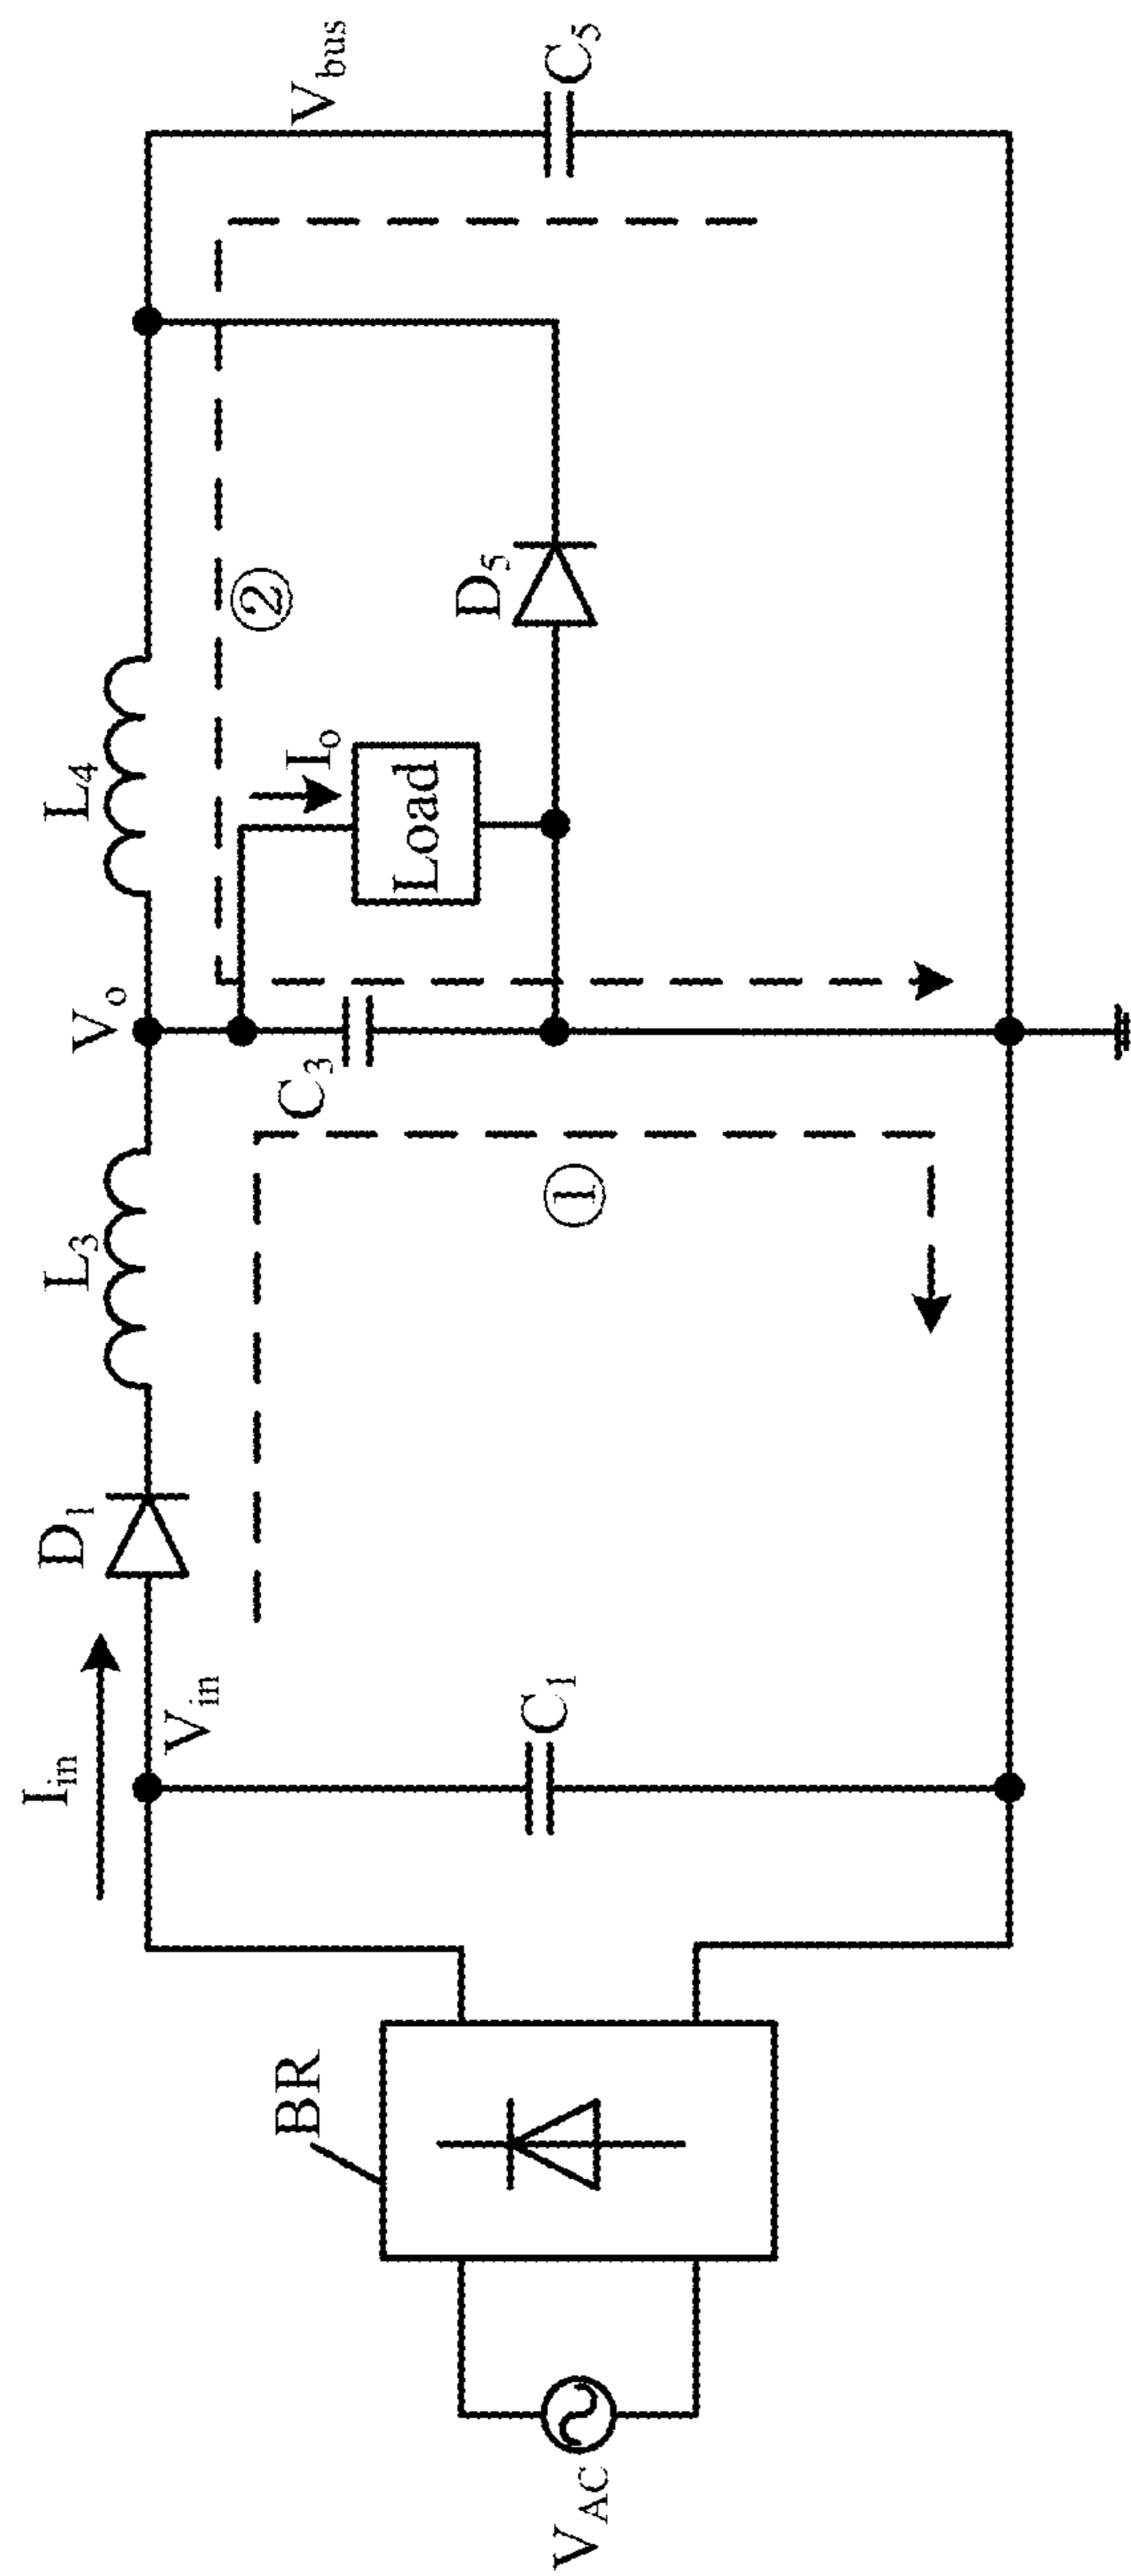 V_AC
BR
I_in
V_in
C_1
D_1
L_3
①
V_o
C_3
L_4
I_o
Load
②
D_5
V_bus
C_5